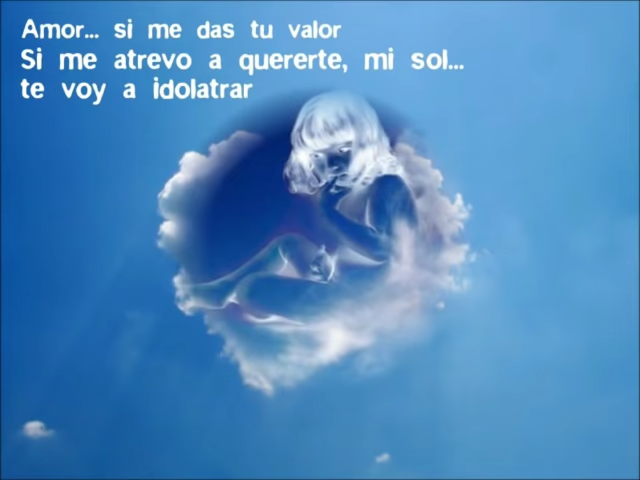 Amor... si me das tu valor
Si me atrevo a quererte, mi sol...
te voy a idolatrar